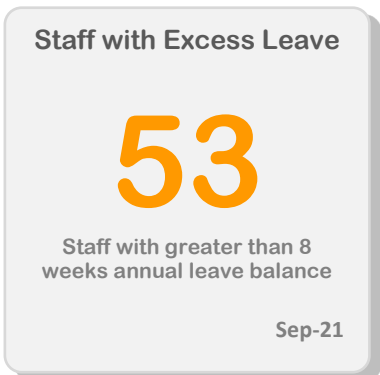 Staff with Excess Leave
53
Staff with greater than 8
weeks annual leave balance
Sep-21